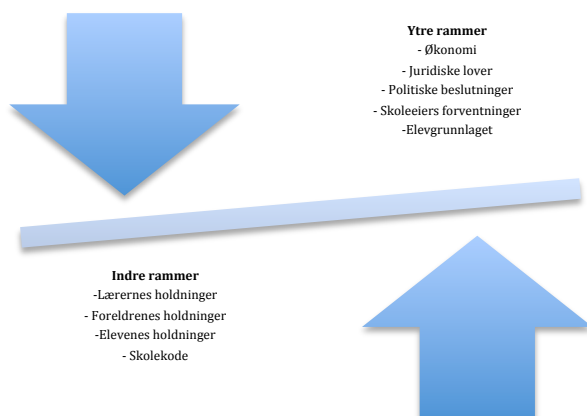 Ytre rammer
- Økonomi
- Juridiske lover
- Politiske beslutninger
- Skoleeiers forventninger
-Elevgrunnlaget
Indre rammer
-Lærernes holdninger
- Foreldrenes holdninger
-Elevenes holdninger
- Skolekode